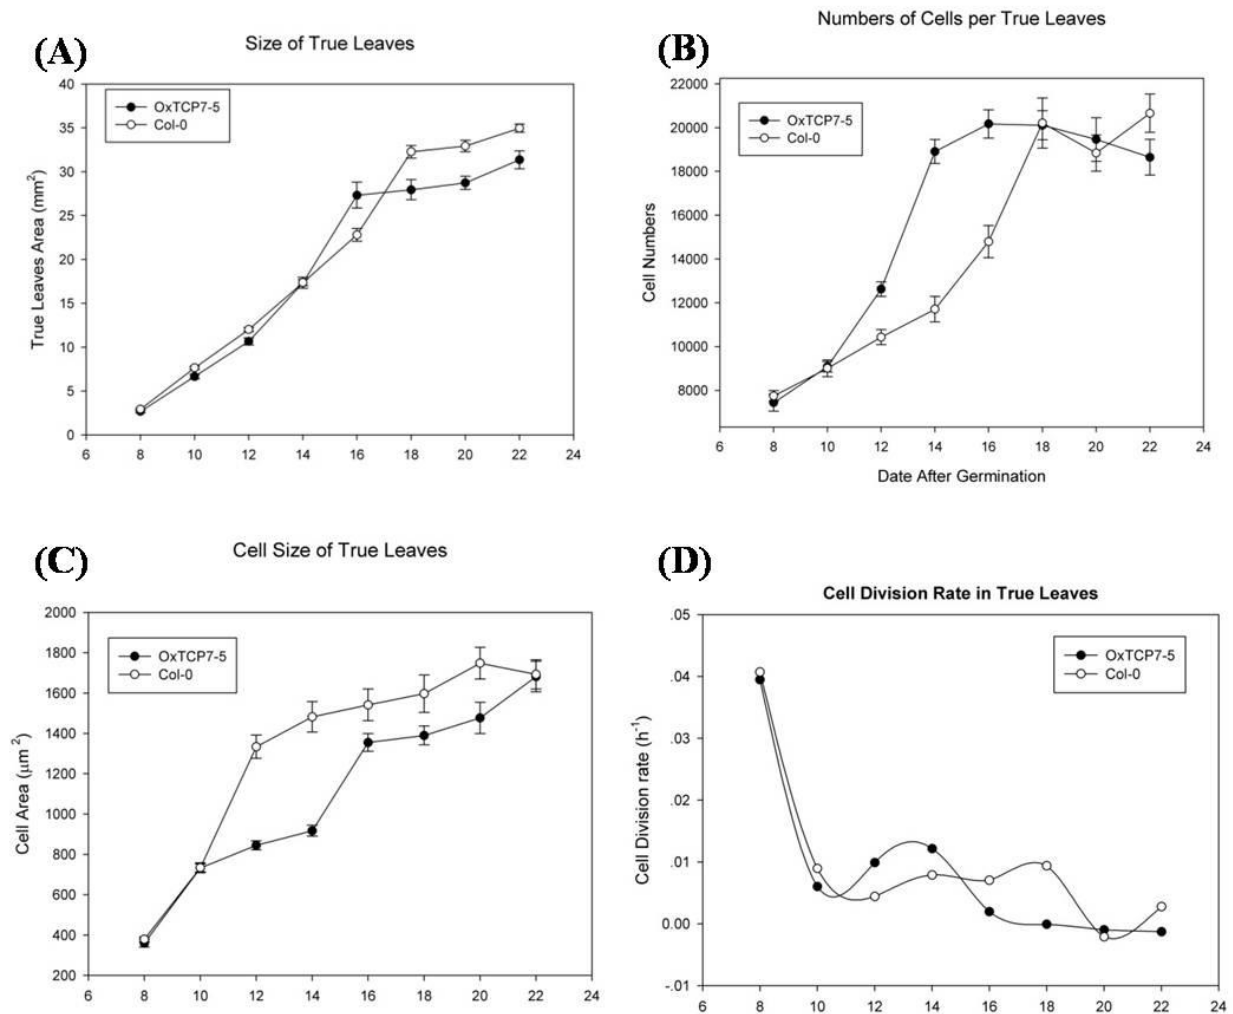 (A)
Size of True Leaves
OxTCP7-5
Col-0
True Leaves Area (mm²)
40
35
30
25
20
15
10
5
0
6 8 10 12 14 16 18 20 22 24
(B)
Numbers of Cells per True Leaves
OxTCP7-5
Col-0
Cell Numbers
22000
20000
18000
16000
14000
12000
10000
8000
6 8 10 12 14 16 18 20 22 24
Date After Germination
(C)
Cell Size of True Leaves
OxTCP7-5
Col-0
Cell Area (μm²)
2000
1800
1600
1400
1200
1000
800
600
400
200
6 8 10 12 14 16 18 20 22 24
(D)
Cell Division Rate in True Leaves
OxTCP7-5
Col-0
Cell Division rate (h⁻¹)
.05
.04
.03
.02
.01
0.00
-.01
6 8 10 12 14 16 18 20 22 24